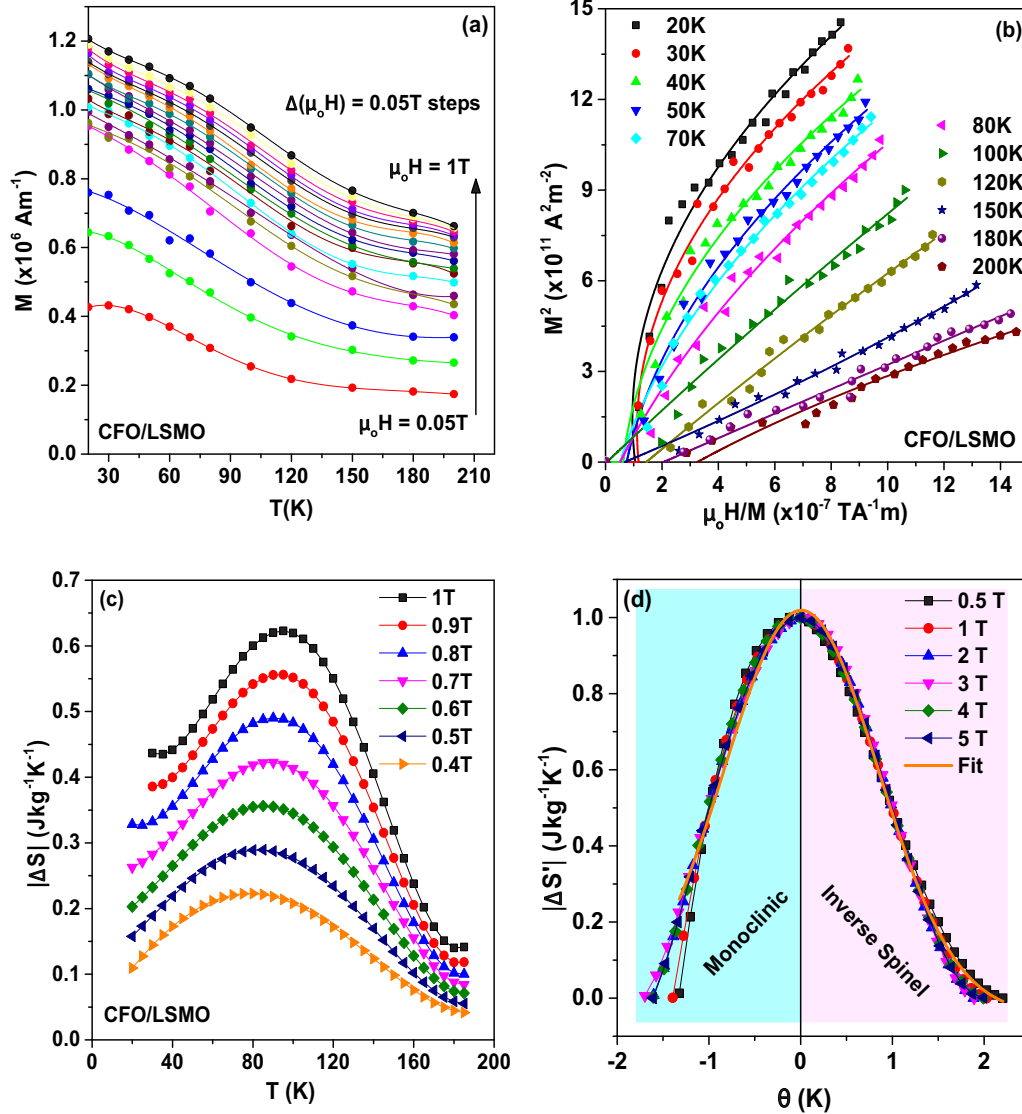 (a)
Δ(μₒH) = 0.05T steps
μₒH = 1T
μₒH = 0.05T
CFO/LSMO
M (x10⁶ Am⁻¹)
1.2
1.0
0.8
0.6
0.4
0.2
0.0
30 60 90 120 150 180 210
T(K)
(b)
20K
30K
40K
50K
70K
80K
100K
120K
150K
180K
200K
CFO/LSMO
M² (x10¹¹ A²m⁻²)
15
12
9
6
3
0
0 2 4 6 8 10 12 14
μₒH/M (x10⁻⁷ TA⁻¹m)
(c)
1T
0.9T
0.8T
0.7T
0.6T
0.5T
0.4T
CFO/LSMO
|ΔS| (Jkg⁻¹K⁻¹)
0.7
0.6
0.5
0.4
0.3
0.2
0.1
0.0
0 40 80 120 160 200
T (K)
(d)
0.5 T
1 T
2 T
3 T
4 T
5 T
Fit
Monoclinic
Inverse Spinel
|ΔS'| (Jkg⁻¹K⁻¹)
1.0
0.8
0.6
0.4
0.2
0.0
-2 -1 0 1 2
θ (K)